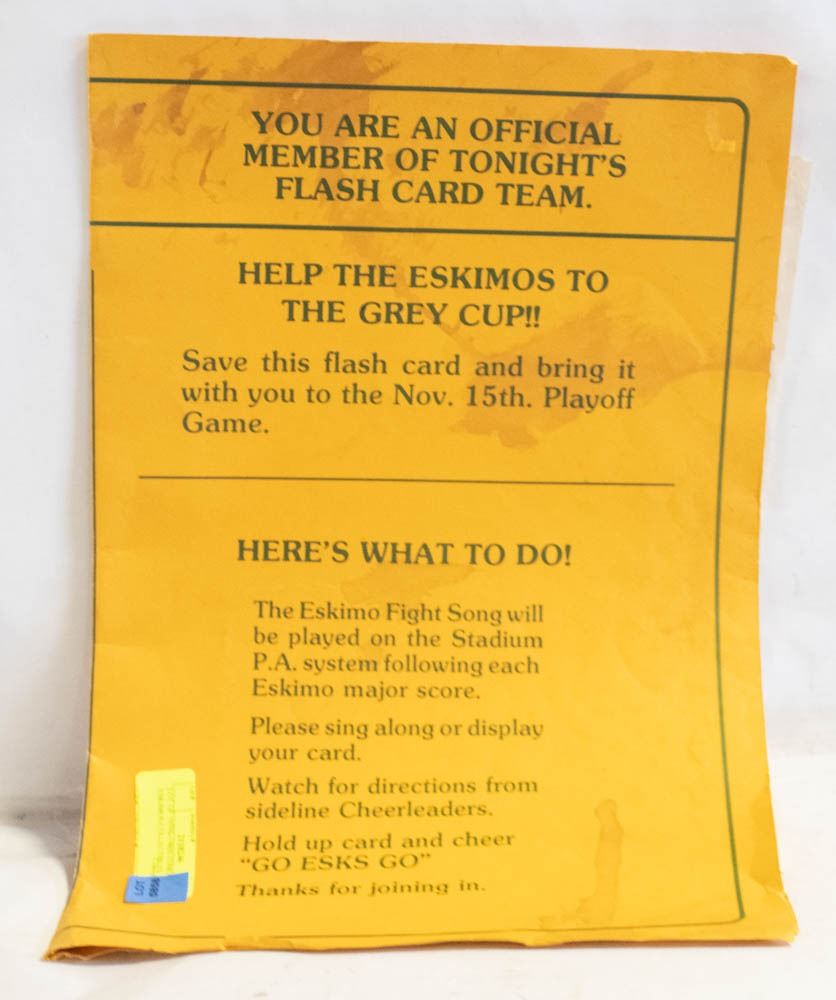 YOU ARE AN OFFICIAL
MEMBER OF TONIGHT'S
FLASH CARD TEAM.
HELP THE ESKIMOS TO
THE GREY CUP!!
Save this flash card and bring it
with you to the Nov. 15th. Playoff
Game.
HERE'S WHAT TO DO!
The Eskimo Fight Song will
be played on the Stadium
P.A. system following each
Eskimo major score.
Please sing along or display
your card.
Watch for directions from
sideline Cheerleaders.
Hold up card and cheer
"GO ESKS GO"
Thanks for joining in.
LOT